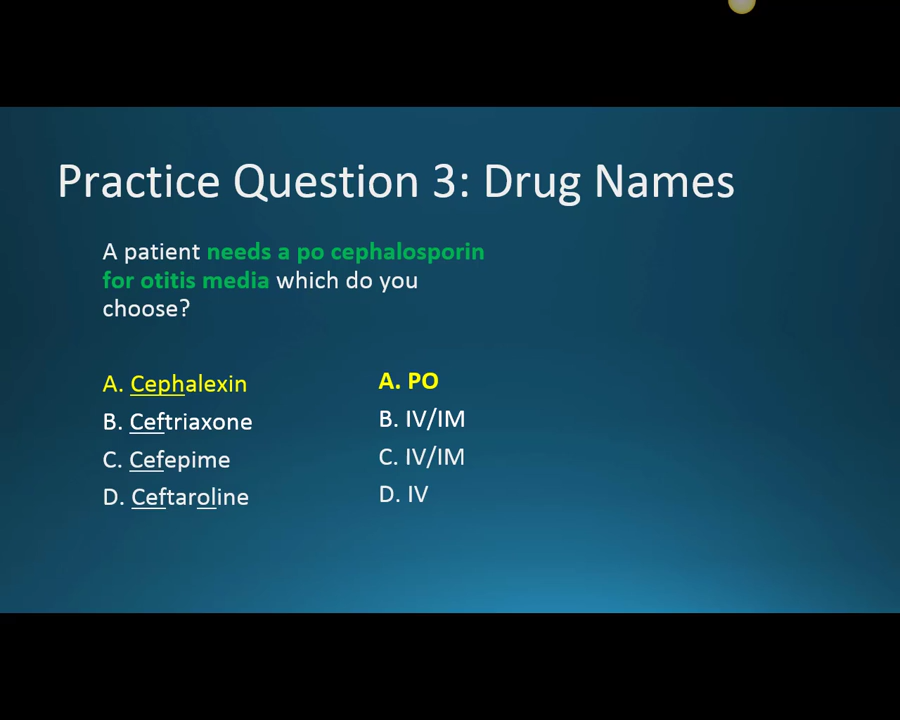 Practice Question 3: Drug Names
A patient needs a po cephalosporin
for otitis media which do you
choose?
A. Cephalexin
B. Ceftriaxone
C. Cefepime
D. Ceftaroline
A. PO
B. IV/IM
C. IV/IM
D. IV